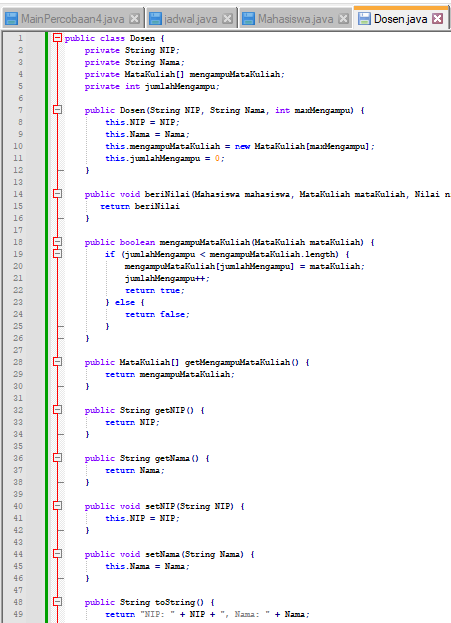 MainPercobaan4.java jadwal.java Mahasiswa.java Dosen.java
1 public class Dosen {
2 private String NIP;
3 private String Nama;
4 private MataKuliah[] mengampuMataKuliah;
5 private int jumlahMengampu;
6
7 public Dosen(String NIP, String Nama, int maxMengampu) {
8 this.NIP = NIP;
9 this.Nama = Nama;
10 this.mengampuMataKuliah = new MataKuliah[maxMengampu];
11 this.jumlahMengampu = 0;
12 }
13
14 public void beriNilai(Mahasiswa mahasiswa, MataKuliah mataKuliah, Nilai n
15 return beriNilai
16 }
17
18 public boolean mengampuMataKuliah(MataKuliah mataKuliah) {
19 if (jumlahMengampu < mengampuMataKuliah.length) {
20 mengampuMataKuliah[jumlahMengampu] = mataKuliah;
21 jumlahMengampu++;
22 return true;
23 } else {
24 return false;
25 }
26 }
27
28 public MataKuliah[] getMengampuMataKuliah() {
29 return mengampuMataKuliah;
30 }
31
32 public String getNIP() {
33 return NIP;
34 }
35
36 public String getNama() {
37 return Nama;
38 }
39
40 public void setNIP(String NIP) {
41 this.NIP = NIP;
42 }
43
44 public void setNama(String Nama) {
45 this.Nama = Nama;
46 }
47
48 public String toString() {
49 return "NIP: " + NIP + ", Nama: " + Nama;